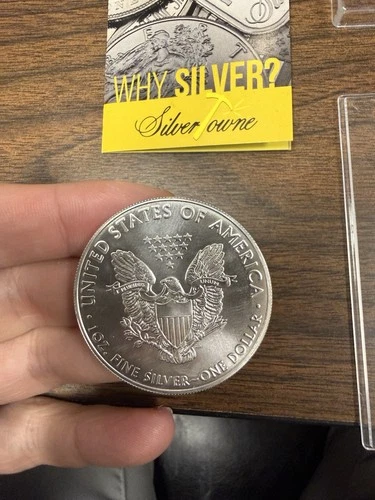 WHY SILVER?
SilverTowne
UNITED STATES OF AMERICA
1 OZ. FINE SILVER~ONE DOLLAR